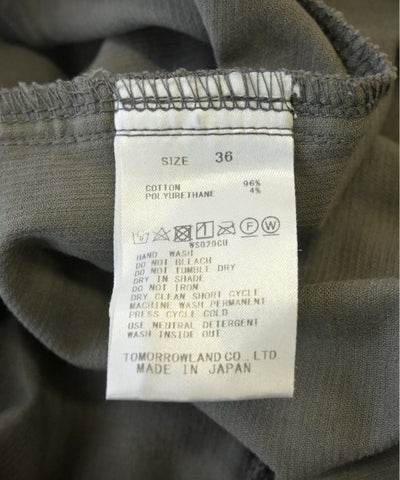 SIZE 36
COTTON 96%
POLYURETHANE 4%
F W
WS020CU
HAND WASH
DO NOT BLEACH
DO NOT TUMBLE DRY
DRY IN SHADE
DO NOT IRON
DRY CLEAN SHORT CYCLE
MACHINE WASH PERMANENT
PRESS CYCLE COLD
USE NEUTRAL DETERGENT
WASH INSIDE OUT
TOMORROWLAND CO., LTD.
MADE IN JAPAN